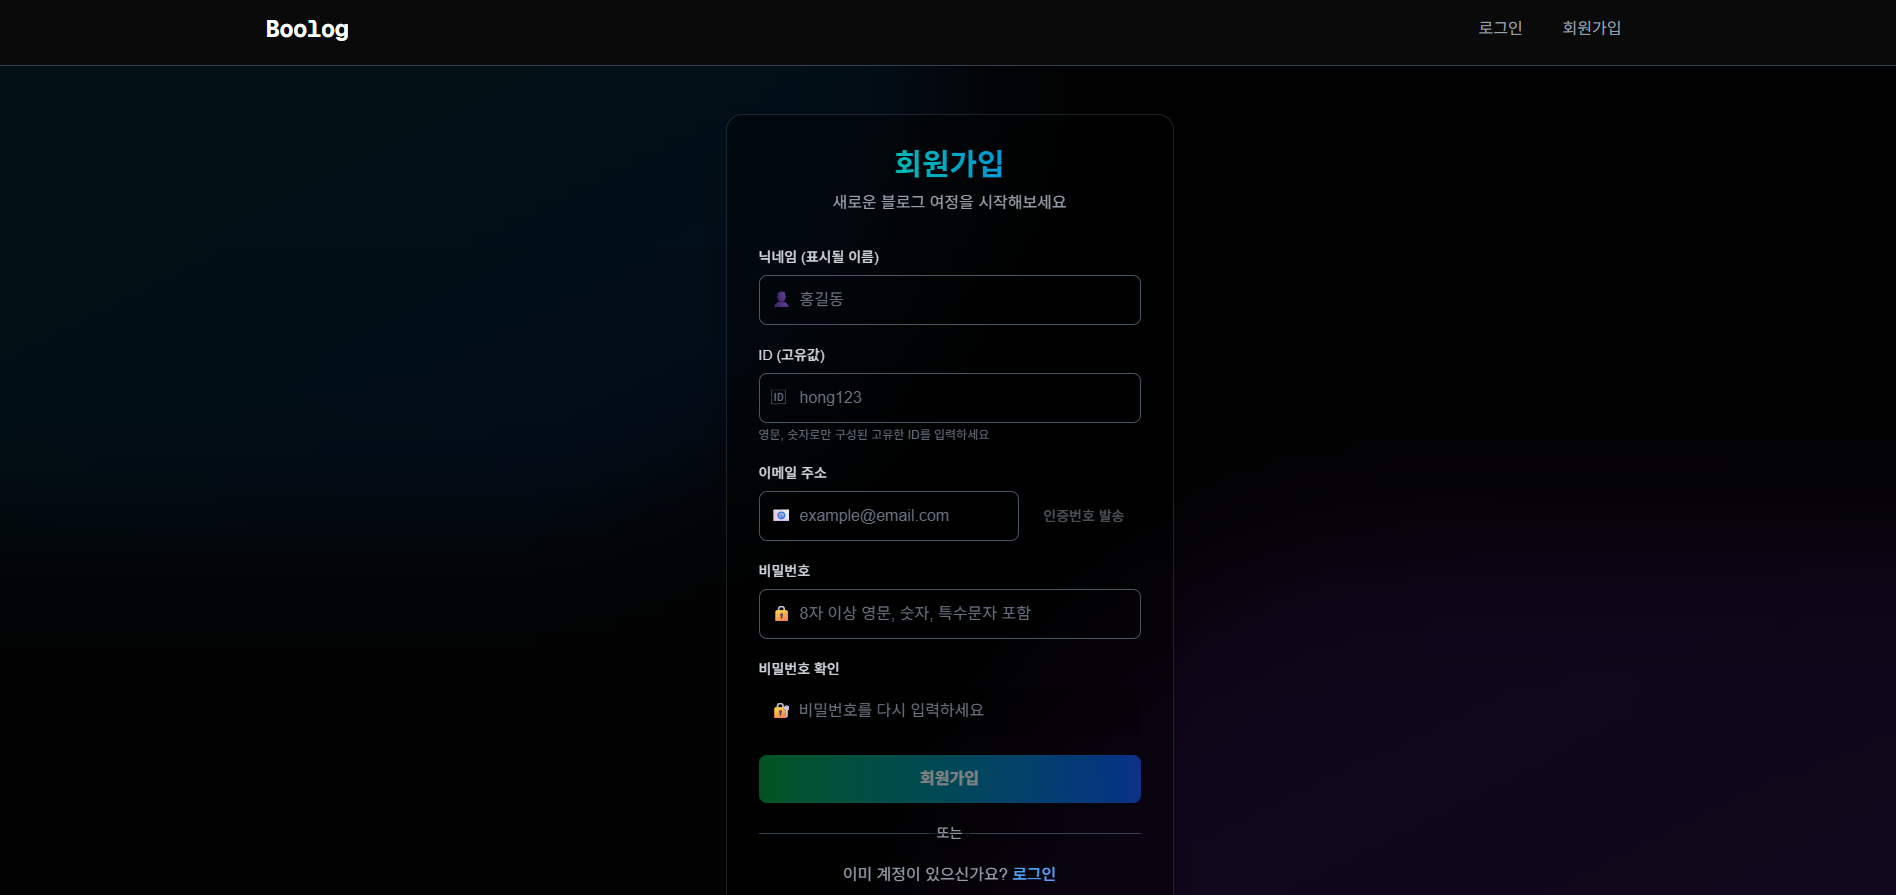 Boolog
로그인
회원가입
회원가입
새로운 블로그 여정을 시작해보세요
닉네임 (표시될 이름)
홍길동
ID (고유값)
ID
hong123
영문, 숫자로만 구성된 고유한 ID를 입력하세요
이메일 주소
example@email.com
인증번호 발송
비밀번호
8자 이상 영문, 숫자, 특수문자 포함
비밀번호 확인
비밀번호를 다시 입력하세요
회원가입
또는
이미 계정이 있으신가요? 로그인